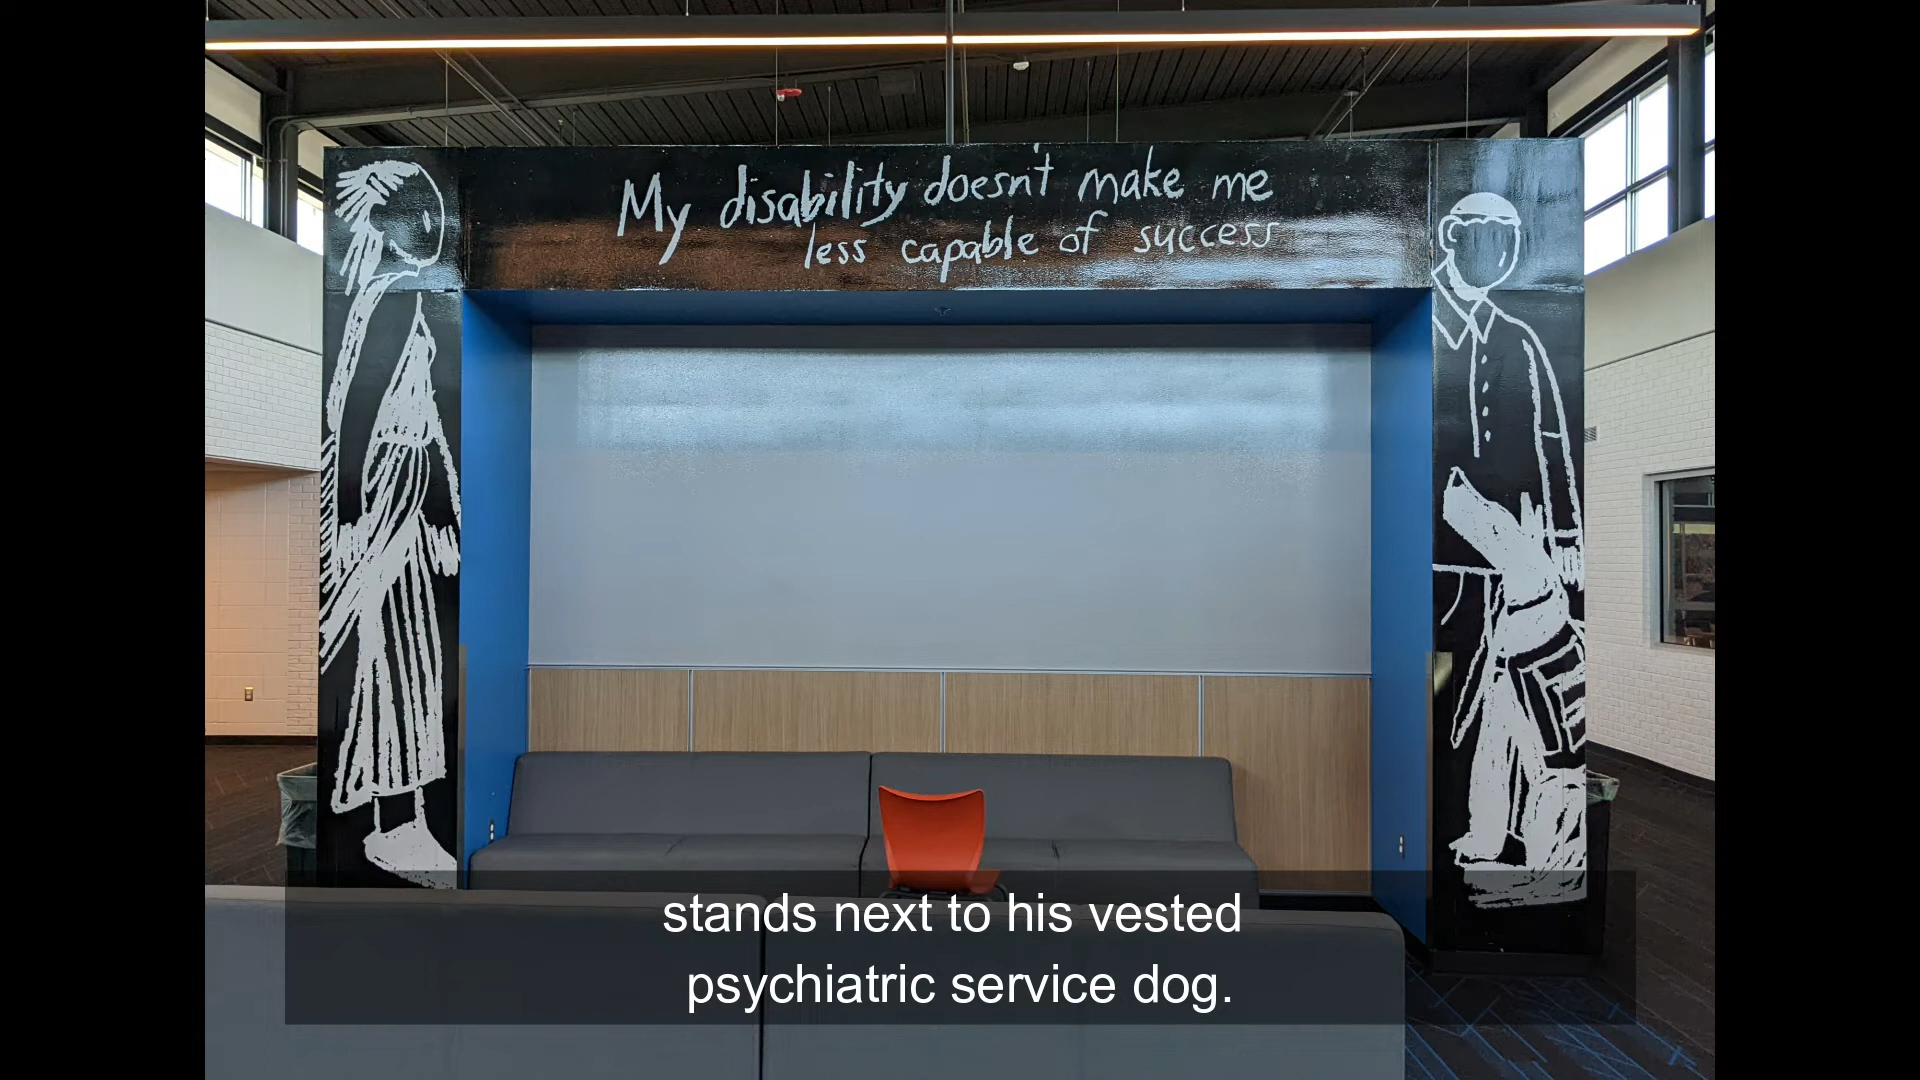 My disability doesn't make me
less capable of success
stands next to his vested
psychiatric service dog.